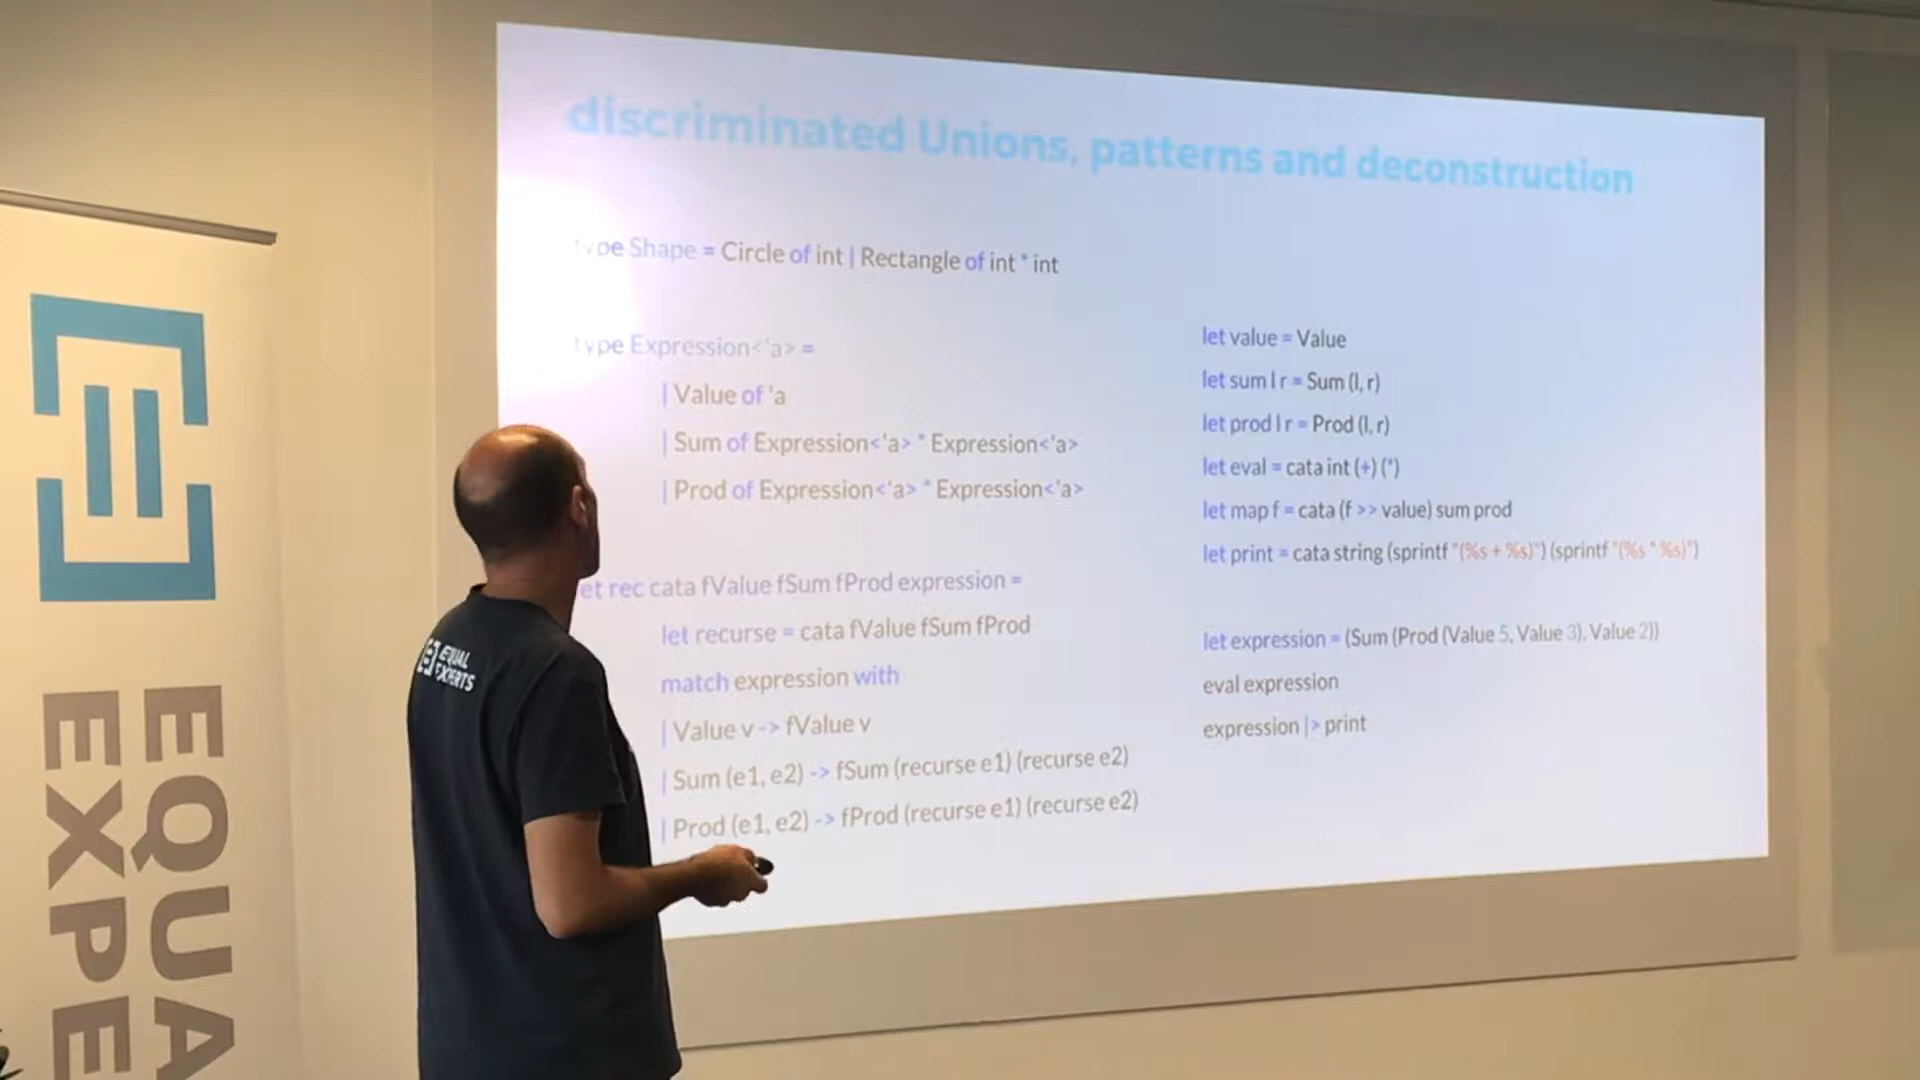 discriminated Unions, patterns and deconstruction
type Shape = Circle of int | Rectangle of int * int
type Expression<'a> =
| Value of 'a
| Sum of Expression<'a> * Expression<'a>
| Prod of Expression<'a> * Expression<'a>
let rec cata fValue fSum fProd expression =
let recurse = cata fValue fSum fProd
match expression with
| Value v -> fValue v
| Sum (e1, e2) -> fSum (recurse e1) (recurse e2)
| Prod (e1, e2) -> fProd (recurse e1) (recurse e2)
let value = Value
let sum l r = Sum (l, r)
let prod l r = Prod (l, r)
let eval = cata int (+) (*)
let map f = cata (f >> value) sum prod
let print = cata string (sprintf "(%s + %s)") (sprintf "(%s * %s)")
let expression = (Sum (Prod (Value 5, Value 3), Value 2))
eval expression
expression |> print
EQUAL
EXPERTS
EQUA
EXPE